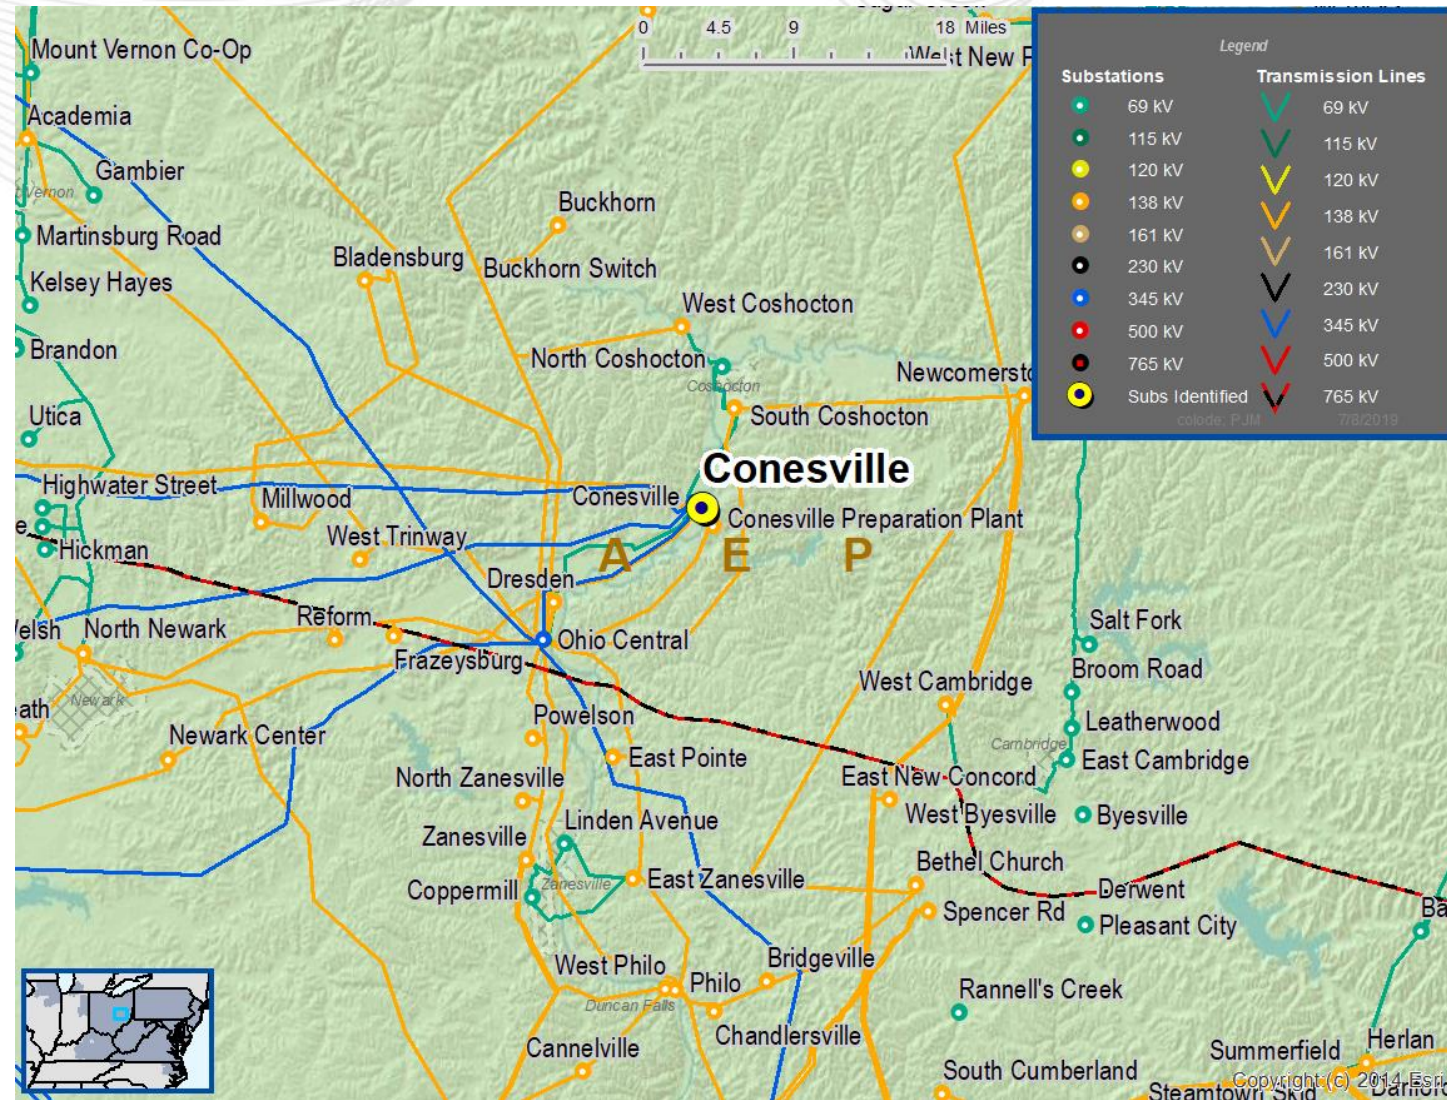 0 4.5 9 18 Miles
Mount Vernon Co-Op
Academia
Gambier
Vernon
Martinsburg Road
Kelsey Hayes
Brandon
Utica
Buckhorn
Bladensburg
Buckhorn Switch
West Coshocton
North Coshocton
Coshocton
South Coshocton
Conesville
Conesville
Conesville Preparation Plant
A E P
Highwater Street
Millwood
West Trinway
Hickman
Dresden
Reform
North Newark
Ohio Central
Frazeysburg
Newark
Newark Center
Powelson
East Pointe
North Zanesville
Linden Avenue
Zanesville
Coppermill
Zanesville
East Zanesville
West Philo
Philo
Duncan Falls
Bridgeville
Chandlersville
Cannelville
Salt Fork
Broom Road
West Cambridge
Leatherwood
Cambridge
East Cambridge
East New Concord
West Byesville
Byesville
Bethel Church
Derwent
Spencer Rd
Pleasant City
Rannell's Creek
South Cumberland
Summerfield
Herlan
Steamtown Skid
Copyright:(c) 2014 Esri
Legend
Substations Transmission Lines
69 kV 69 kV
115 kV 115 kV
120 kV 120 kV
138 kV 138 kV
161 kV 161 kV
230 kV 230 kV
345 kV 345 kV
500 kV 500 kV
765 kV 765 kV
Subs Identified
colode: PJM 7/8/2019